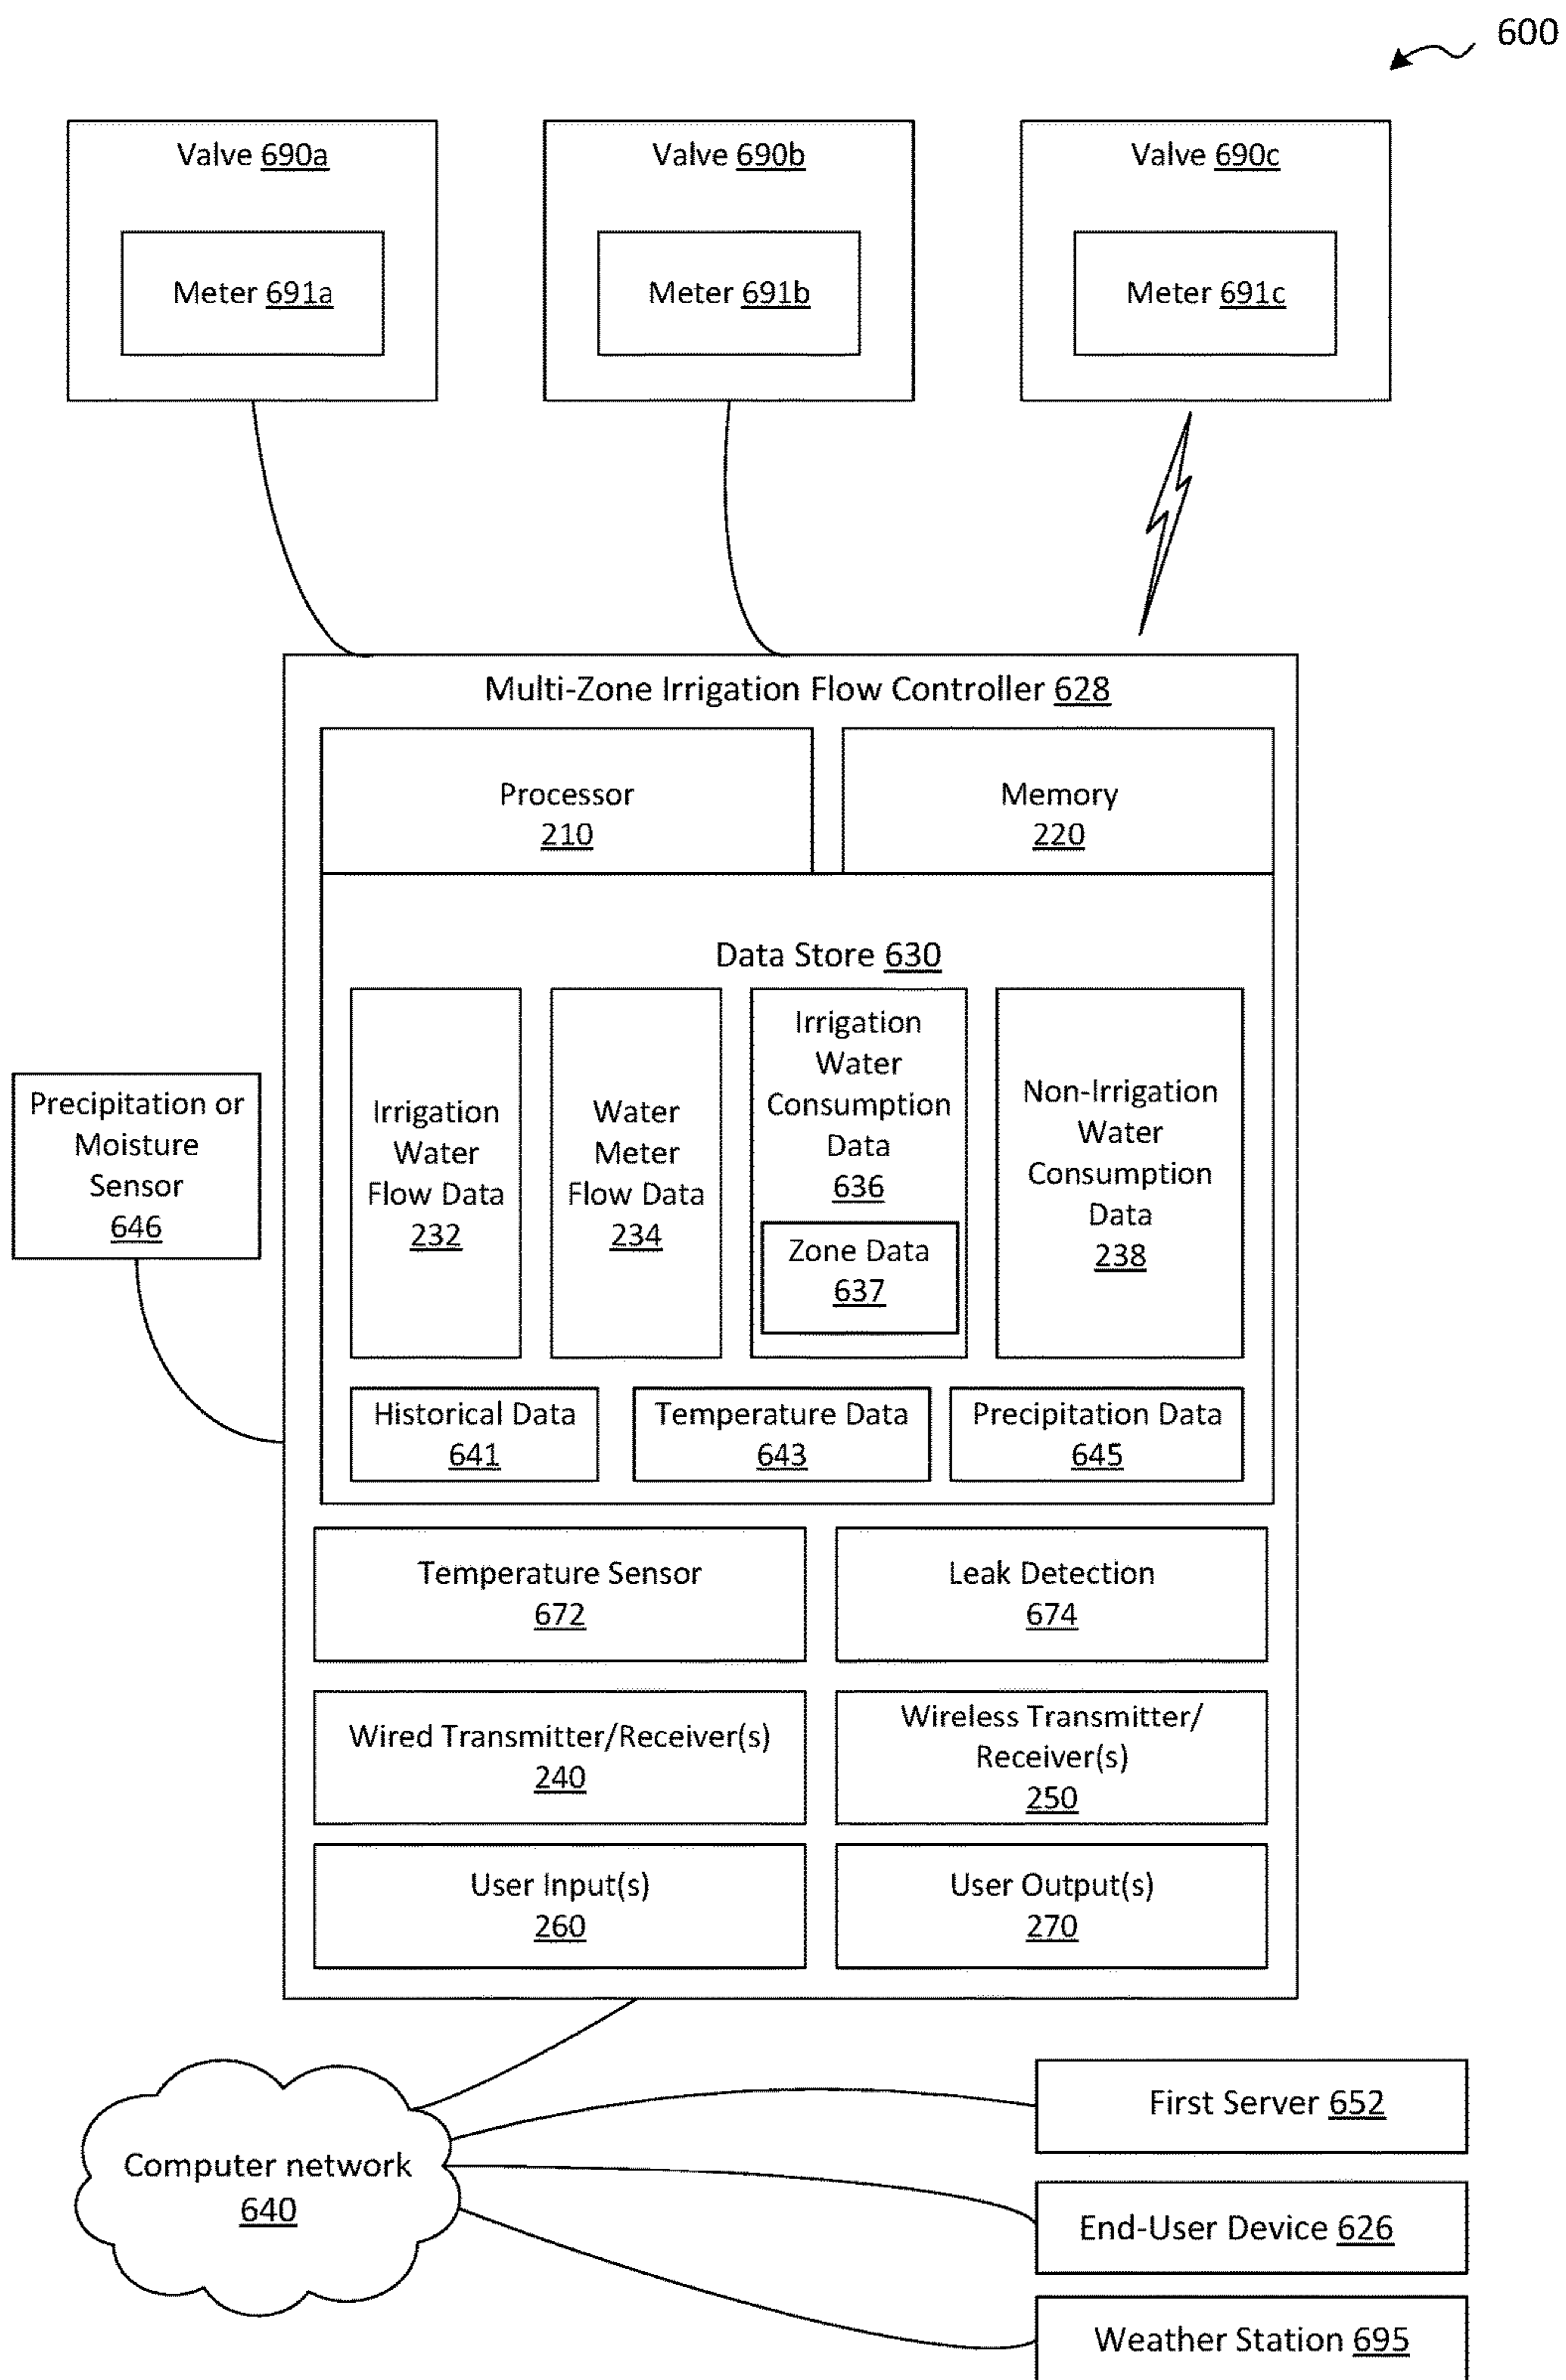 600
Valve 690a
Valve 690b
Valve 690c
Meter 691a
Meter 691b
Meter 691c
Multi-Zone Irrigation Flow Controller 628
Processor
210
Memory
220
Data Store 630
Irrigation
Water
Flow Data
232
Water
Meter
Flow Data
234
Irrigation
Water
Consumption
Data
636
Zone Data
637
Non-Irrigation
Water
Consumption
Data
238
Precipitation or
Moisture
Sensor
646
Historical Data
641
Temperature Data
643
Precipitation Data
645
Temperature Sensor
672
Leak Detection
674
Wired Transmitter/Receiver(s)
240
Wireless Transmitter/
Receiver(s)
250
User Input(s)
260
User Output(s)
270
Computer network
640
First Server 652
End-User Device 626
Weather Station 695